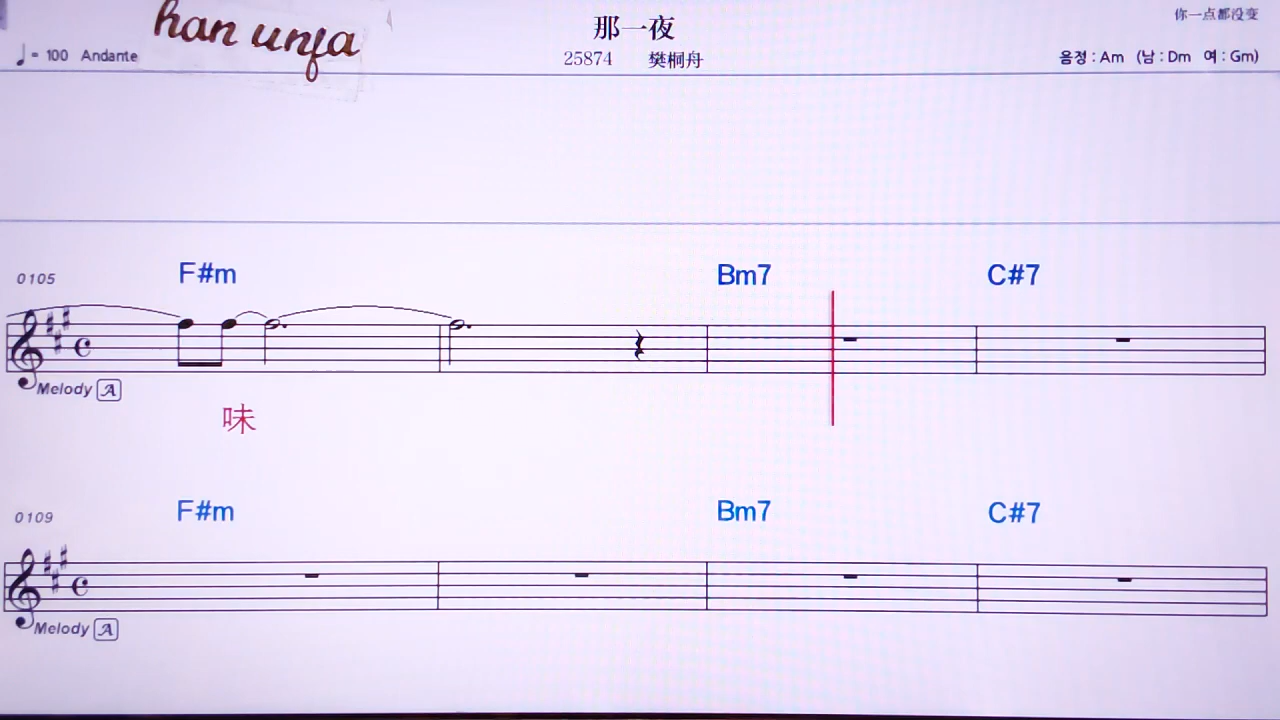 han unja
那一夜
你一点都没变
♩= 100 Andante
25874 樊桐舟
음정 : Am (남 : Dm 여 : Gm)
0105 F#m Bm7 C#7
Melody A
味
0109 F#m Bm7 C#7
Melody A